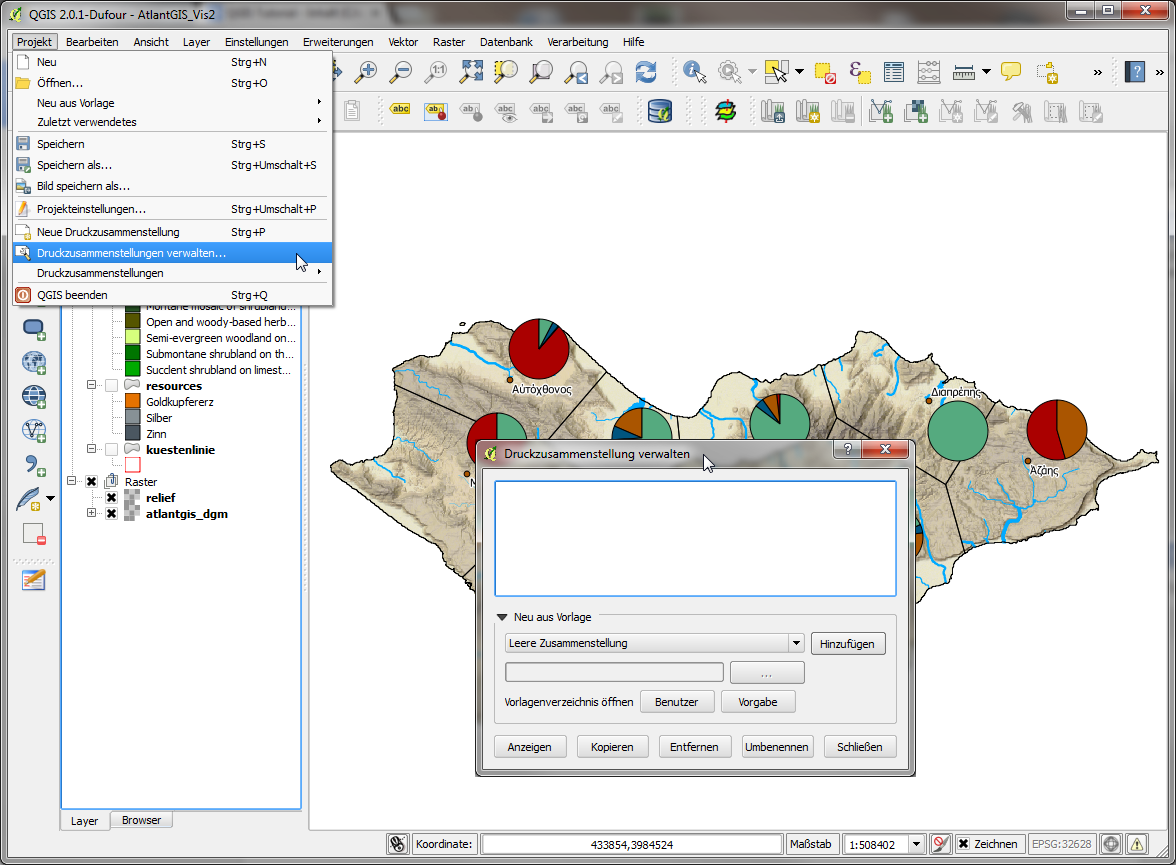 QGIS 2.0.1-Dufour - AtlantGIS_Vis2
Projekt Bearbeiten Ansicht Layer Einstellungen Erweiterungen Vektor Raster Datenbank Verarbeitung Hilfe
Neu Strg+N
Öffnen... Strg+O
Neu aus Vorlage
Zuletzt verwendetes
Speichern Strg+S
Speichern als... Strg+Umschalt+S
Bild speichern als...
Projekteinstellungen... Strg+Umschalt+P
Neue Druckzusammenstellung Strg+P
Druckzusammenstellungen verwalten...
Druckzusammenstellungen
QGIS beenden Strg+Q
Montane mosaic of shrubland...
Open and woody-based herb...
Semi-evergreen woodland on...
Submontane shrubland on th...
Succlent shrubland on limest...
resources
Goldkupfererz
Silber
Zinn
kuestenlinie
Raster
relief
atlantgis_dgm
Layer Browser
Αὐτόχθονος
Διαπρέπης
Ἀζάης
Druckzusammenstellung verwalten
Neu aus Vorlage
Leere Zusammenstellung
Hinzufügen
...
Vorlagenverzeichnis öffnen Benutzer Vorgabe
Anzeigen Kopieren Entfernen Umbenennen Schließen
Koordinate: 433854,3984524 Maßstab 1:508402 Zeichnen EPSG:32628